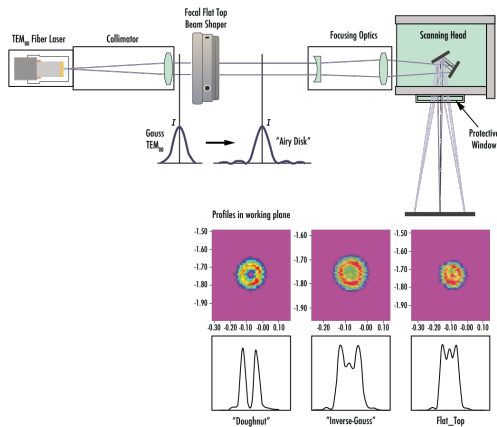 Focal Flat Top
Beam Shaper
TEM00 Fiber Laser
Collimator
Focusing Optics
Scanning Head
I
I
Gauss
TEM00
"Airy Disk"
Protective
Window
Profiles in working plane
-1.50
-1.60
-1.70
-1.80
-1.90
-0.30 -0.20 -0.10 -0.00 0.10
-1.60
-1.70
-1.80
-1.90
-0.20 -0.10 -0.00 0.10
-1.50
-1.60
-1.70
-1.80
-1.90
-0.30 -0.20 -0.10 -0.00 0.10
"Doughnut"
"Inverse-Gauss"
Flat_Top